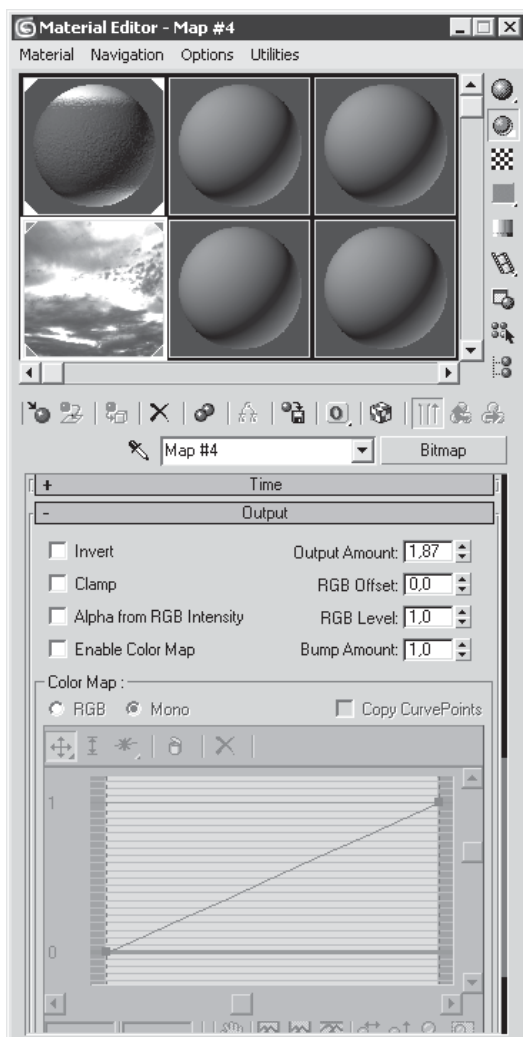 Material Editor - Map #4
Material Navigation Options Utilities
Map #4
Bitmap
+ Time
- Output
Invert
Output Amount: 1,87
Clamp
RGB Offset: 0,0
Alpha from RGB Intensity
RGB Level: 1,0
Enable Color Map
Bump Amount: 1,0
Color Map :
RGB Mono
Copy CurvePoints
1
0